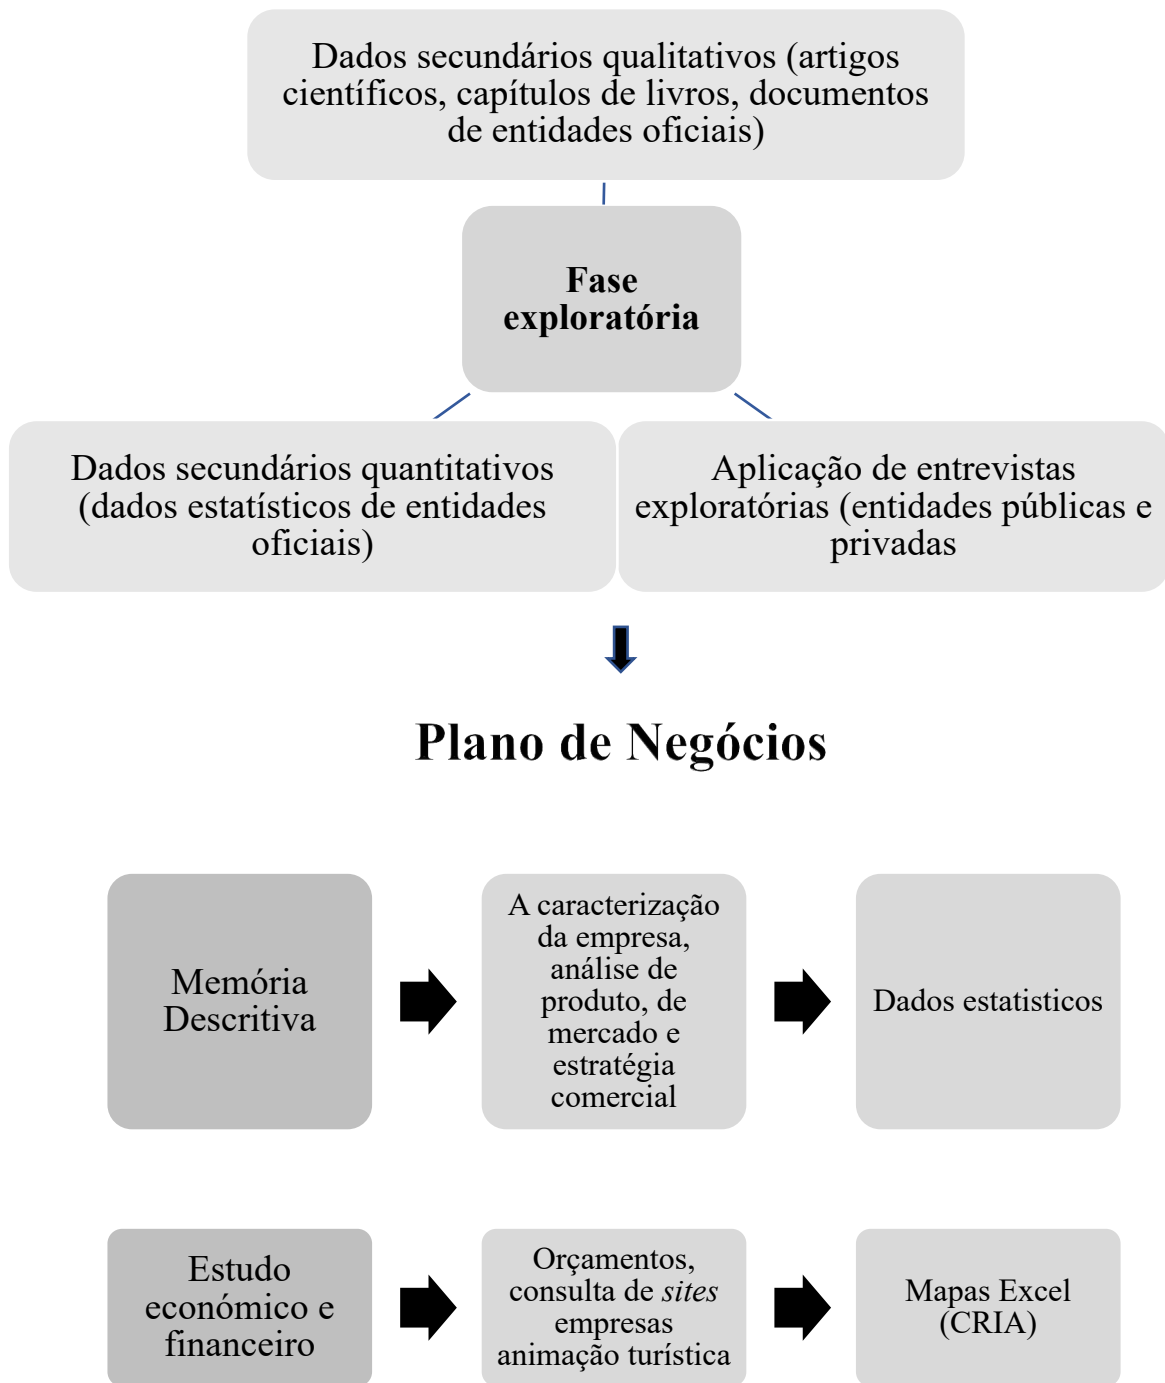 Dados secundários qualitativos (artigos
científicos, capítulos de livros, documentos
de entidades oficiais)
Fase
exploratória
Dados secundários quantitativos
(dados estatísticos de entidades
oficiais)
Aplicação de entrevistas
exploratórias (entidades públicas e
privadas
Plano de Negócios
Memória
Descritiva
A caracterização
da empresa,
análise de
produto, de
mercado e
estratégia
comercial
Dados estatisticos
Estudo
económico e
financeiro
Orçamentos,
consulta de sites
empresas
animação turística
Mapas Excel
(CRIA)